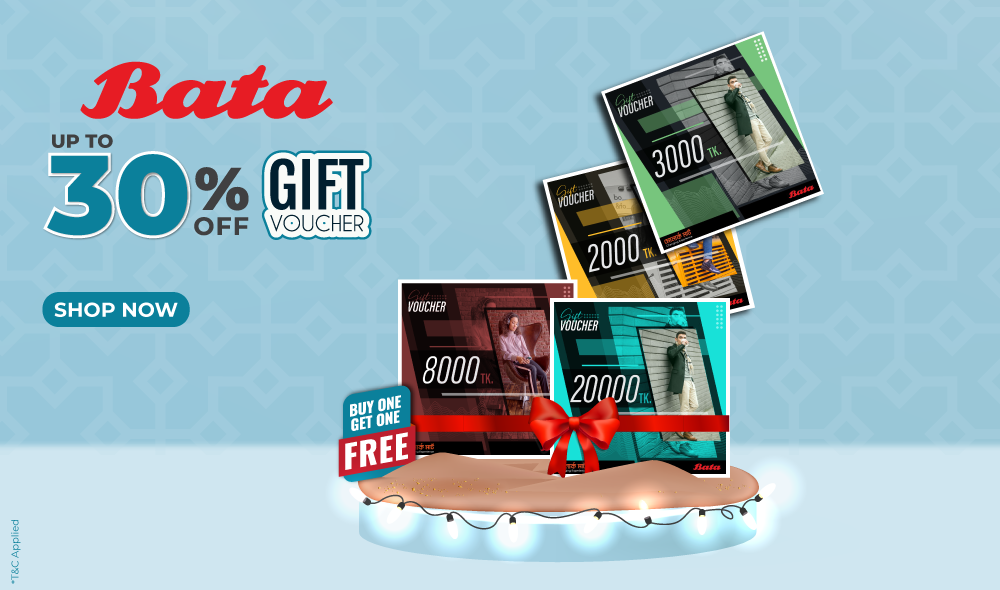 Bata
UP TO
30%
OFF
GIFT
VOUCHER
SHOP NOW
Gift
VOUCHER
3000 TK.
Bata
Gift
VOUCHER
2000 TK.
Gift
VOUCHER
8000 TK.
Gift
VOUCHER
20000 TK.
Bata
BUY ONE
GET ONE
FREE
*T&C Applied